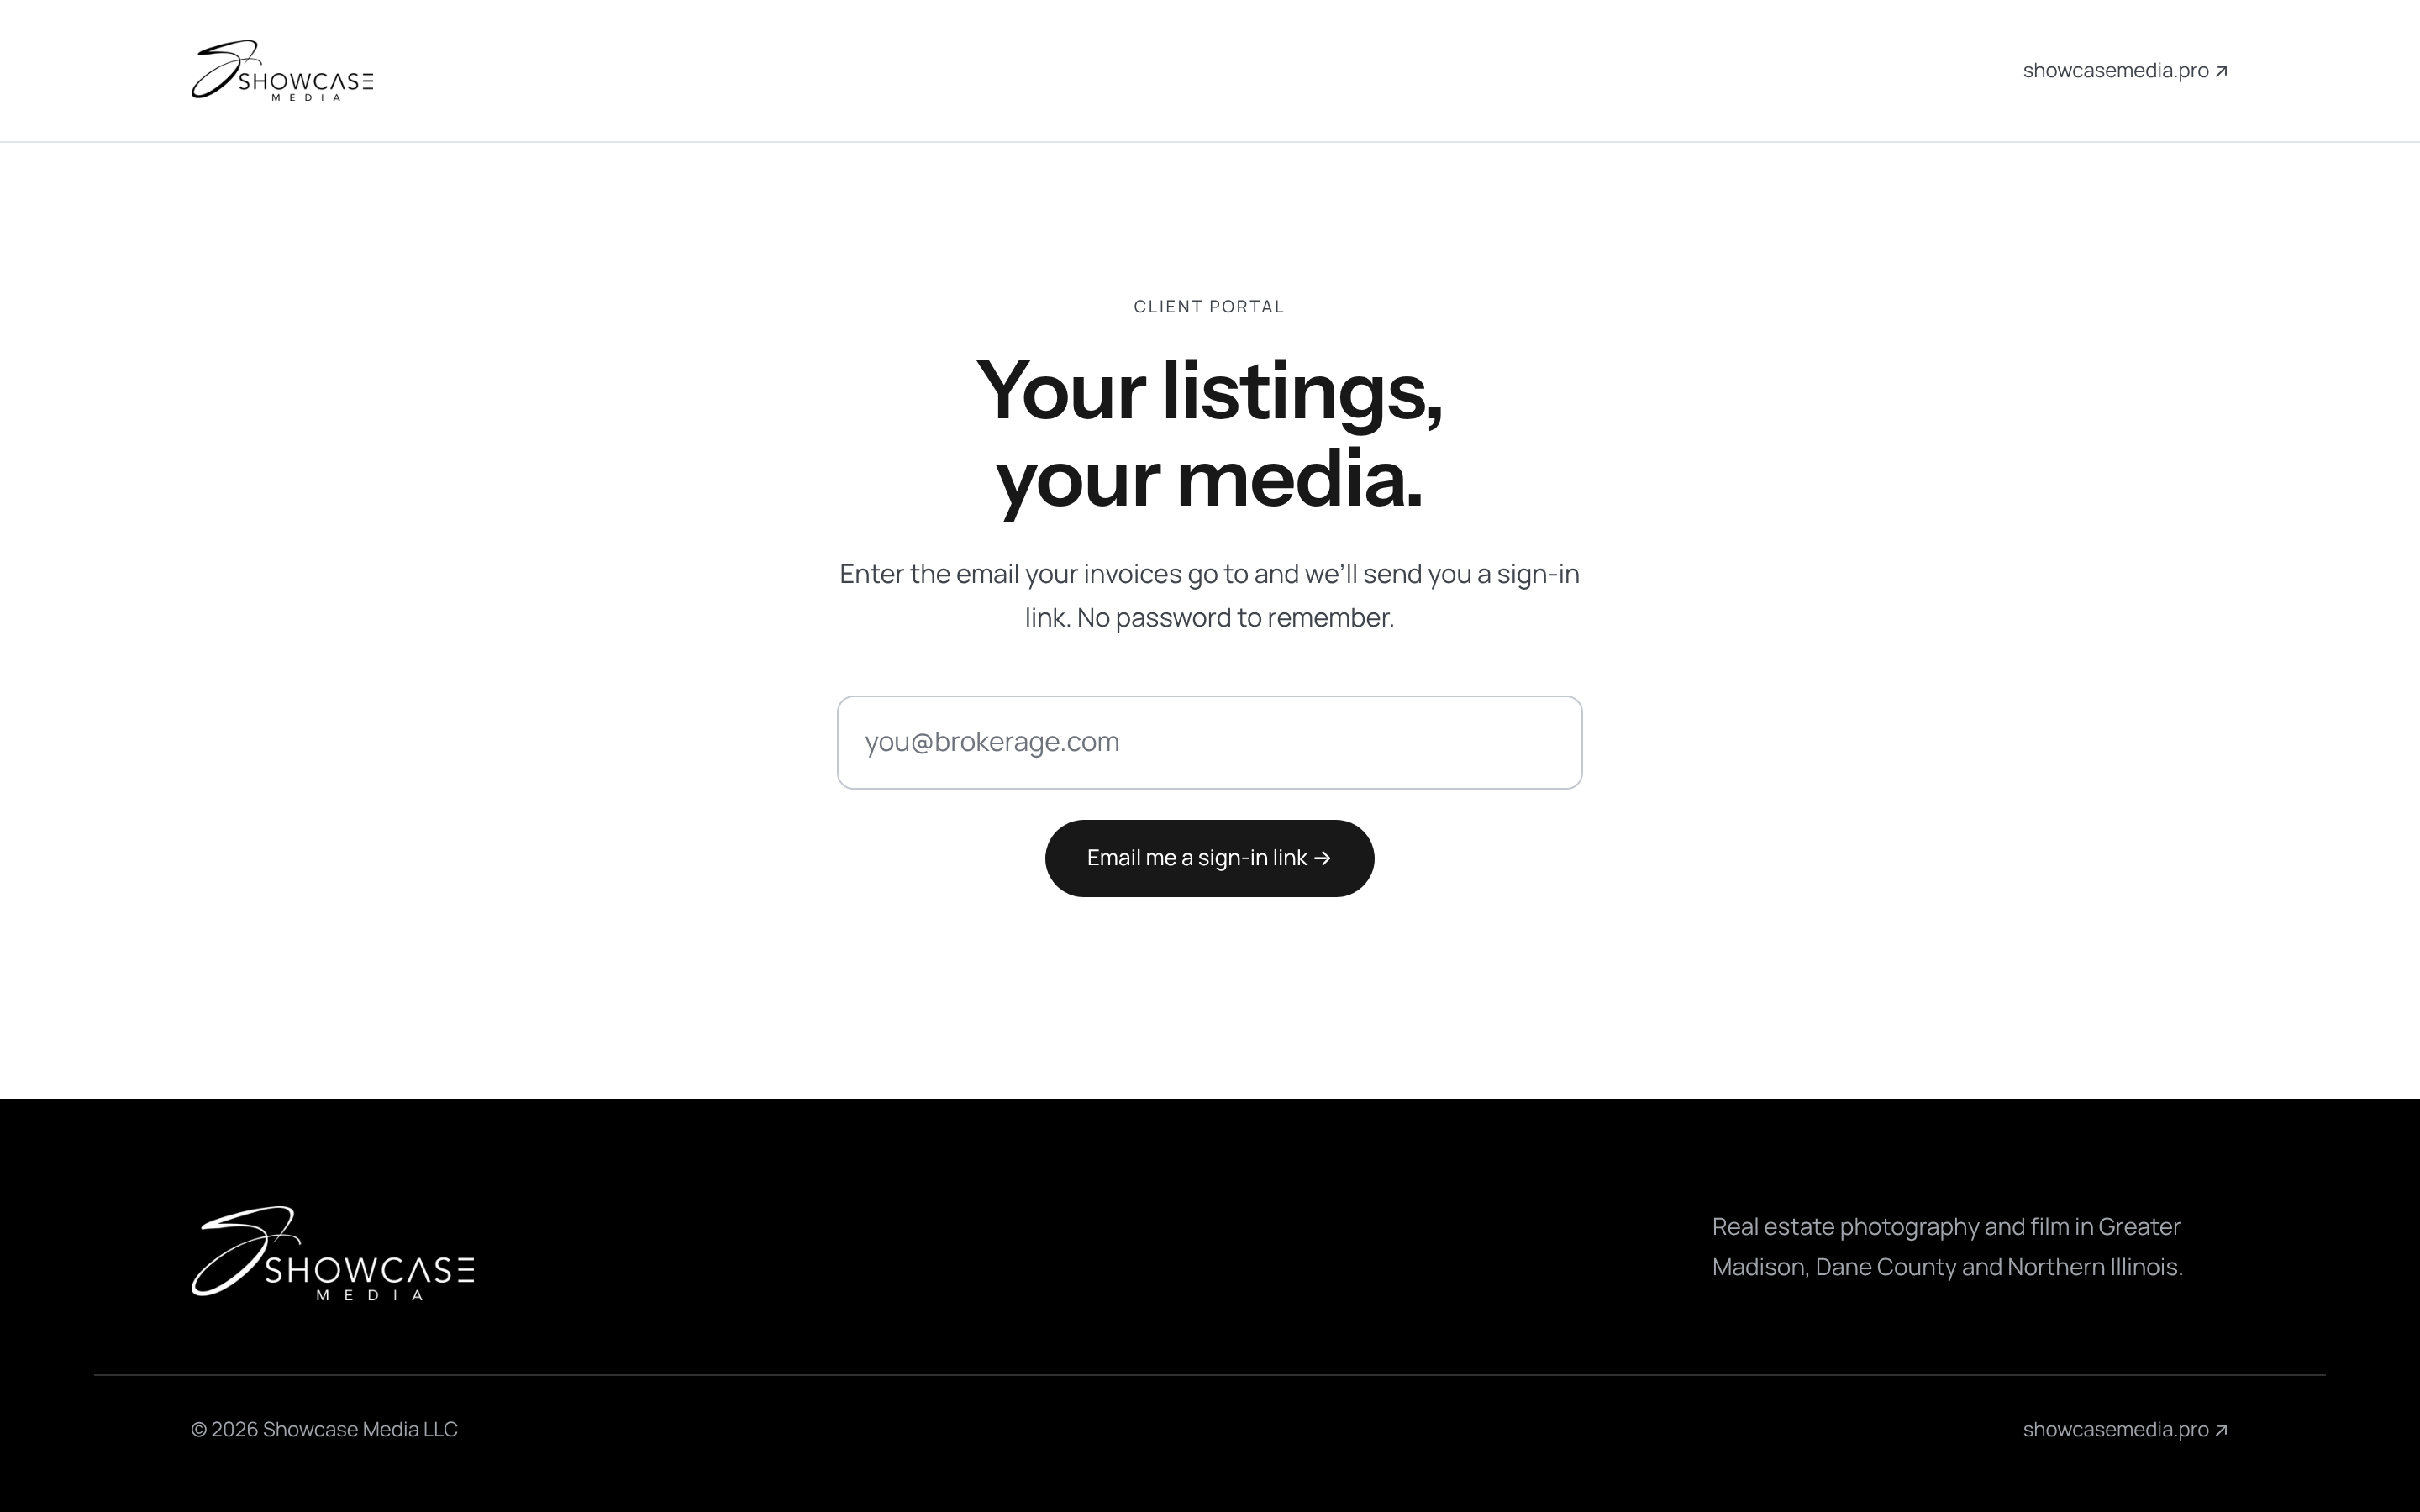 SHOWCASE
MEDIA
showcasemedia.pro ↗
CLIENT PORTAL
Your listings,
your media.
Enter the email your invoices go to and we’ll send you a sign-in
link. No password to remember.
you@brokerage.com
Email me a sign-in link →
SHOWCASE
MEDIA
Real estate photography and film in Greater
Madison, Dane County and Northern Illinois.
© 2026 Showcase Media LLC
showcasemedia.pro ↗